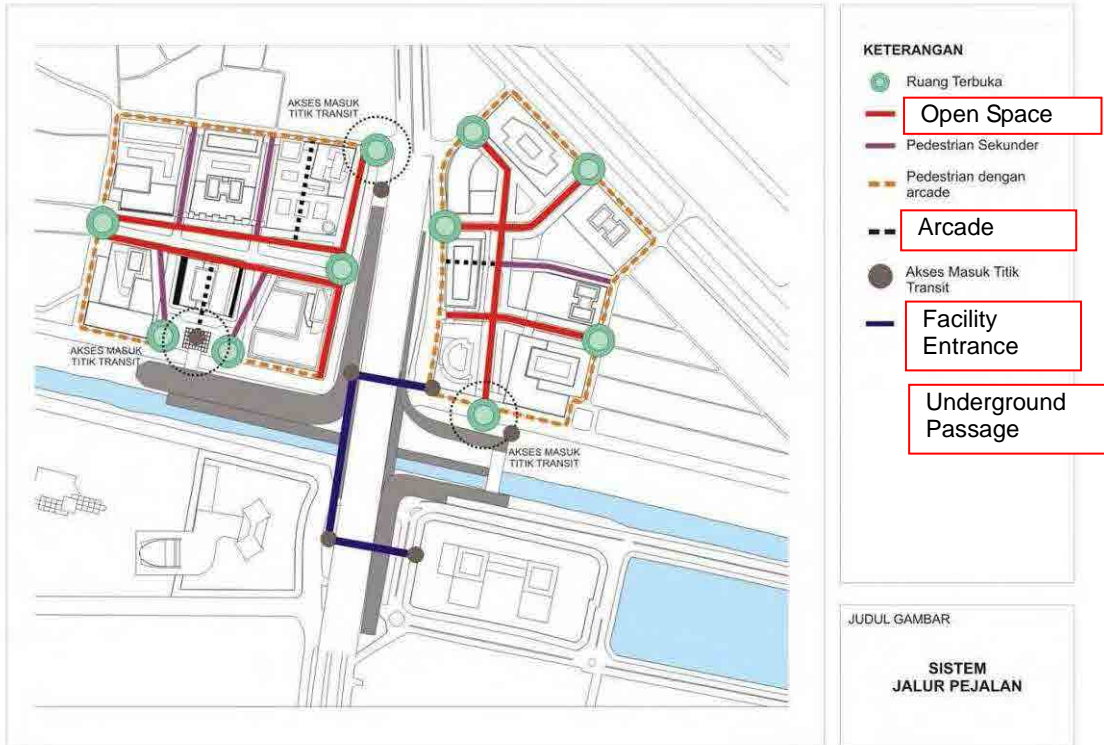 AKSES MASUK
TITIK TRANSIT
AKSES MASUK
TITIK TRANSIT
AKSES MASUK
TITIK TRANSIT
KETERANGAN
Ruang Terbuka
Open Space
Pedestrian Sekunder
Pedestrian dengan
arcade
Arcade
Akses Masuk Titik
Transit
Facility
Entrance
Underground
Passage
JUDUL GAMBAR
SISTEM
JALUR PEJALAN